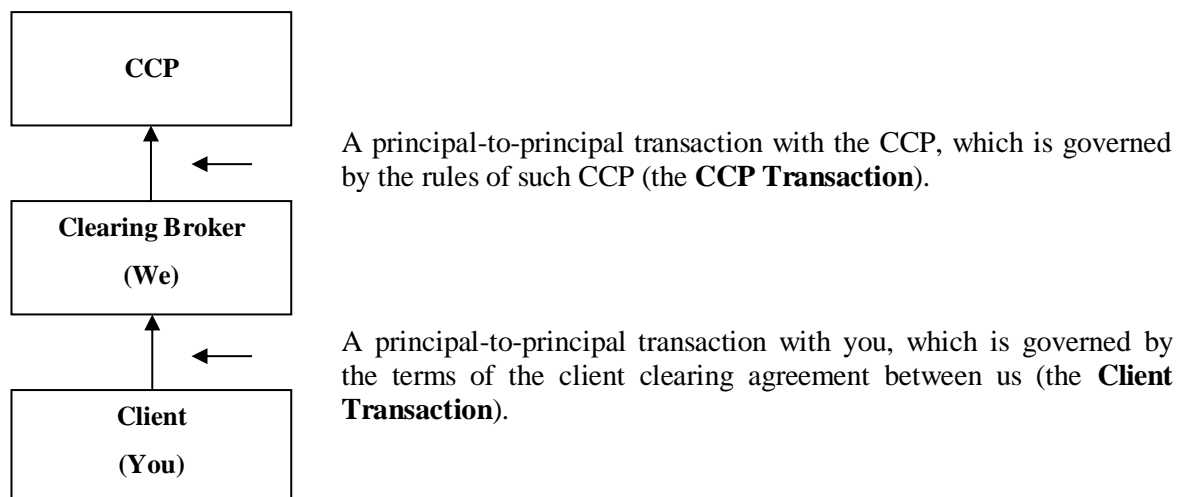 CCP
A principal-to-principal transaction with the CCP, which is governed
by the rules of such CCP (the CCP Transaction).
Clearing Broker
(We)
A principal-to-principal transaction with you, which is governed by
the terms of the client clearing agreement between us (the Client
Transaction).
Client
(You)